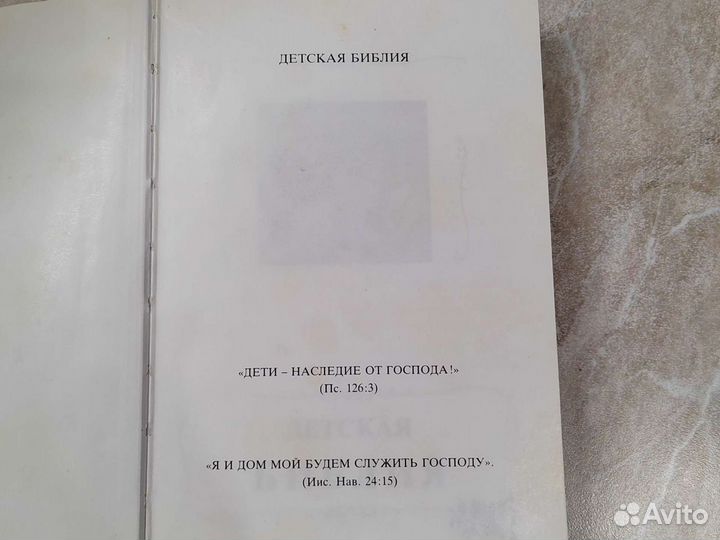 ДЕТСКАЯ БИБЛИЯ
«ДЕТИ – НАСЛЕДИЕ ОТ ГОСПОДА!»
(Пс. 126:3)
ДЕТСКАЯ
«Я И ДОМ МОЙ БУДЕМ СЛУЖИТЬ ГОСПОДУ».
(Иис. Нав. 24:15)
Avito